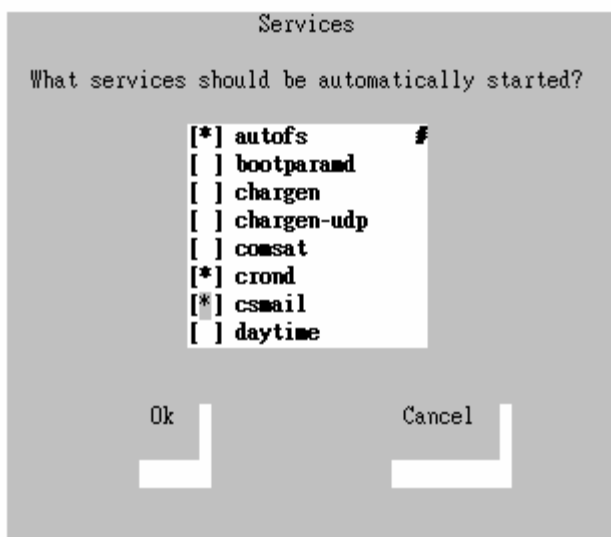 Services
What services should be automatically started?
[*] autofs #
[ ] bootparamd
[ ] chargen
[ ] chargen-udp
[ ] comsat
[*] crond
[*] csmail
[ ] daytime
Ok Cancel